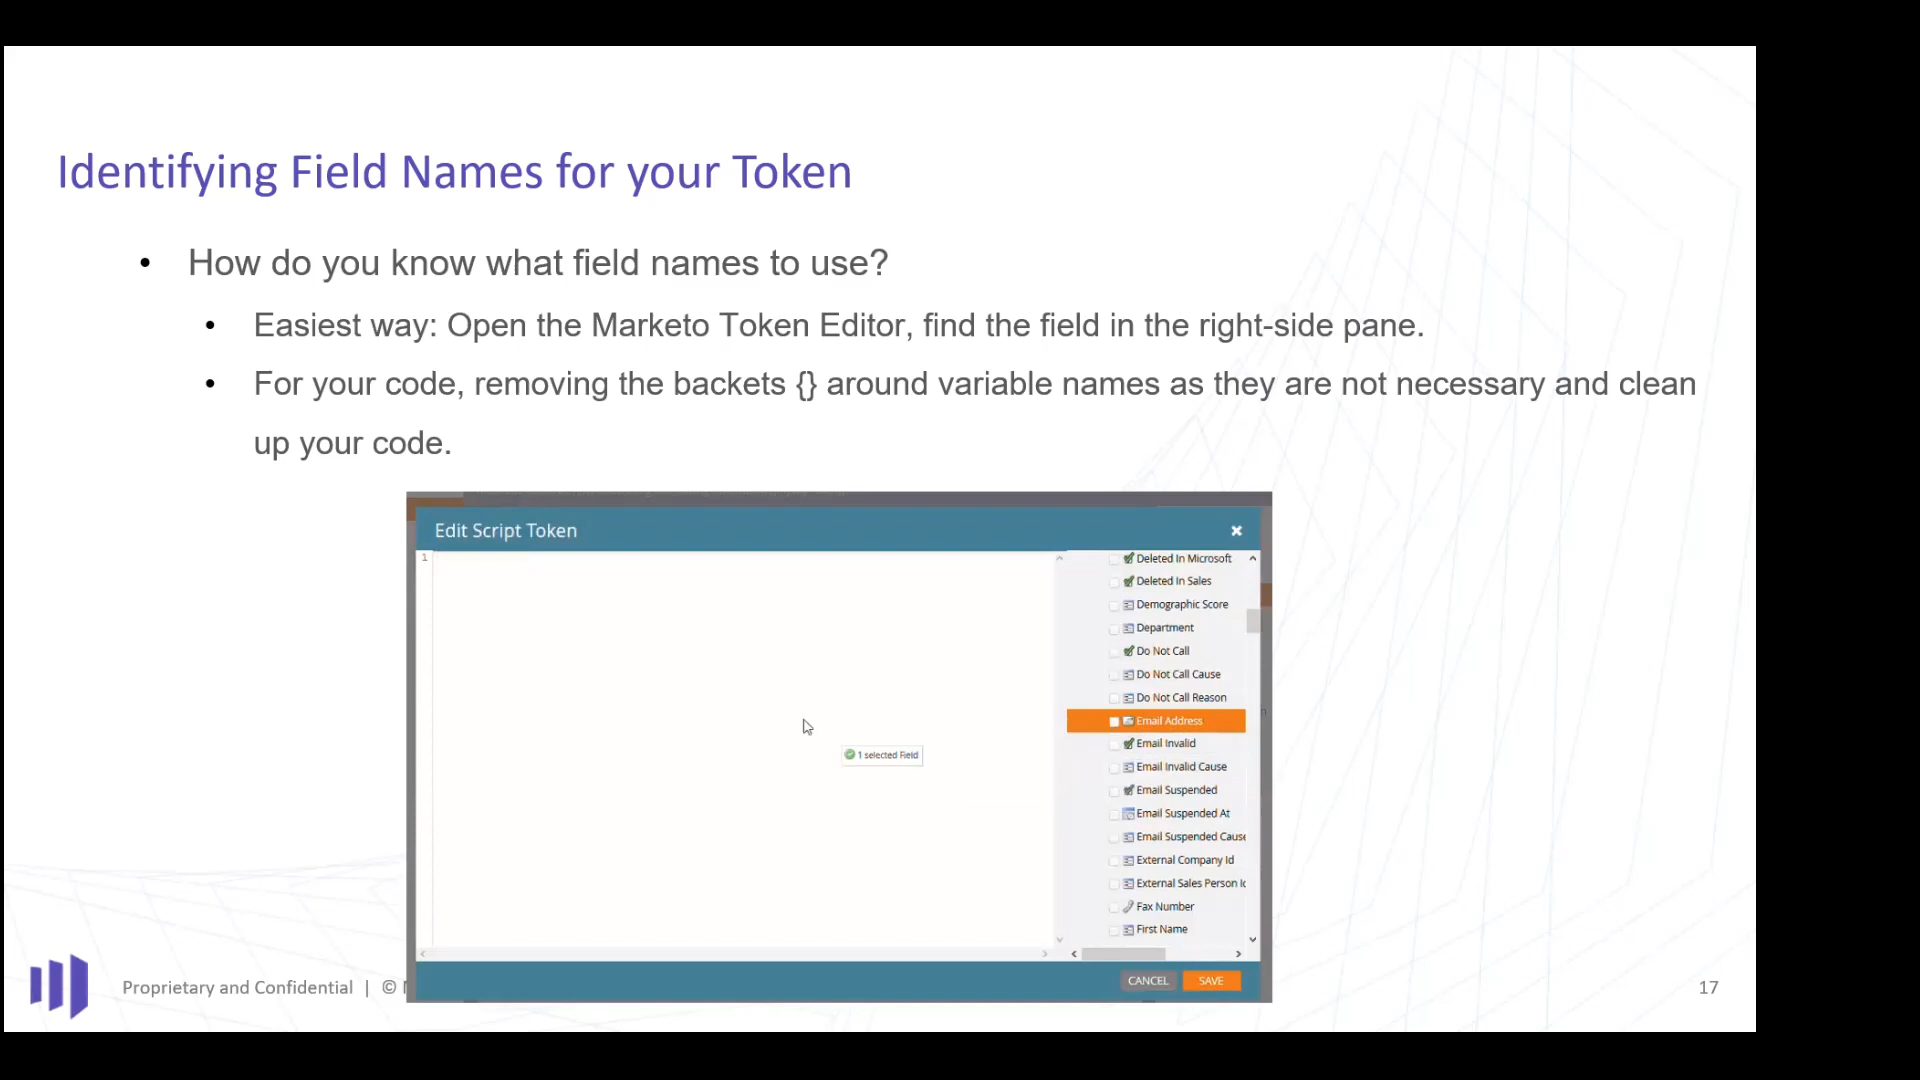 Identifying Field Names for your Token
• How do you know what field names to use?
• Easiest way: Open the Marketo Token Editor, find the field in the right-side pane.
• For your code, removing the backets {} around variable names as they are not necessary and clean
up your code.
Edit Script Token
1
Deleted In Microsoft
Deleted In Sales
Demographic Score
Department
Do Not Call
Do Not Call Cause
Do Not Call Reason
Email Address
1 selected Field
Email Invalid
Email Invalid Cause
Email Suspended
Email Suspended At
Email Suspended Cause
External Company Id
External Sales Person Id
Fax Number
First Name
CANCEL SAVE
Proprietary and Confidential | ©
17